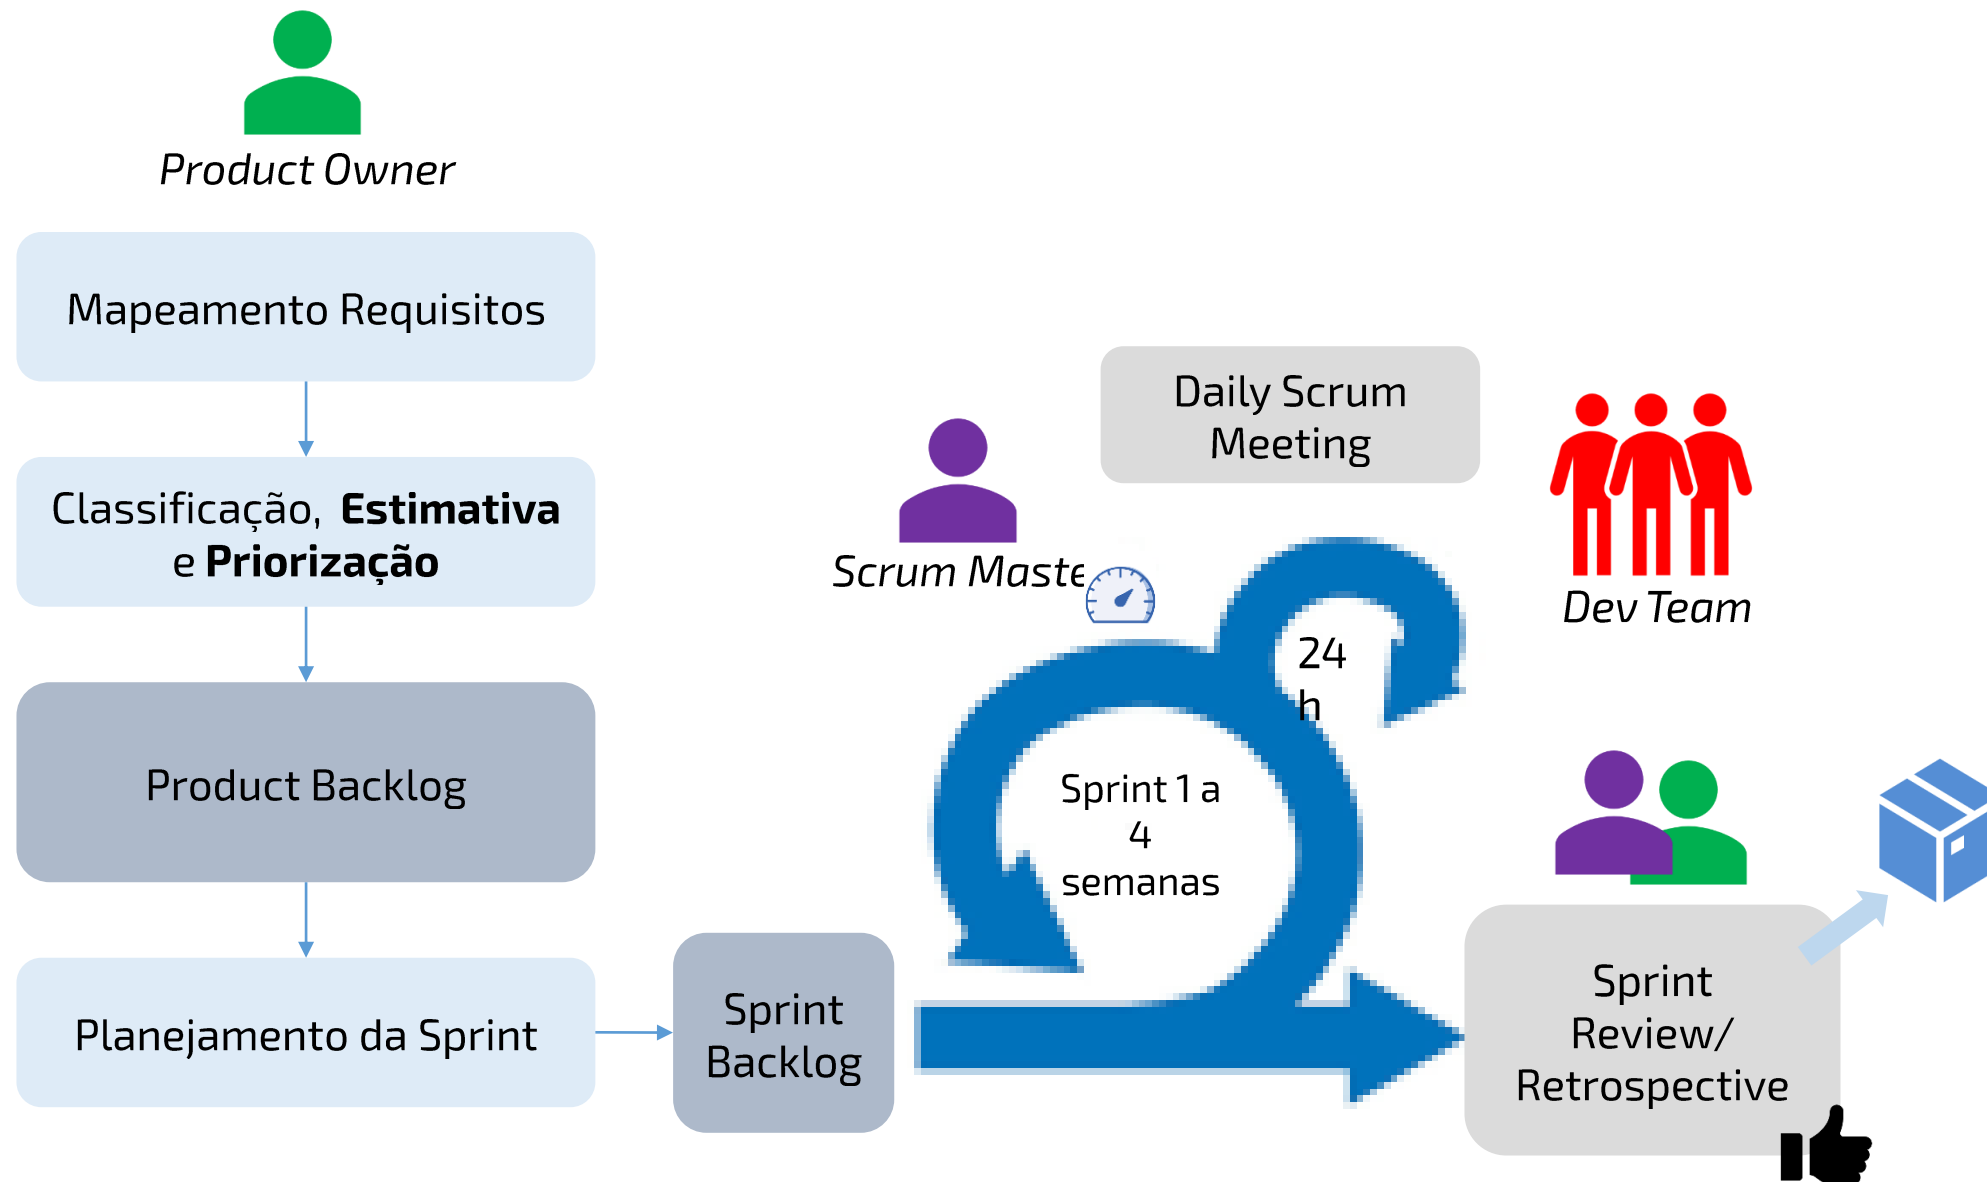 Product Owner
Mapeamento Requisitos
Classificação, Estimativa
e Priorização
Product Backlog
Planejamento da Sprint
Sprint
Backlog
Scrum Maste
Daily Scrum
Meeting
Dev Team
24
h
Sprint 1 a
4
semanas
Sprint
Review/
Retrospective